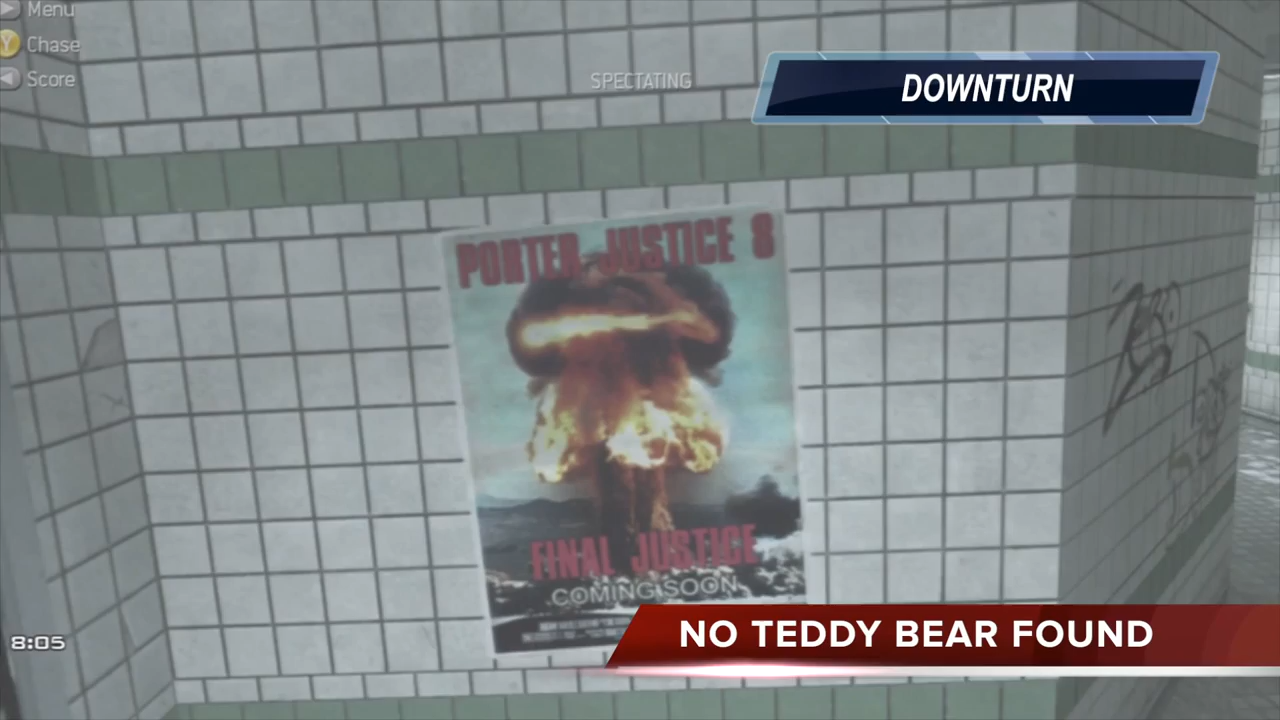 Menu
Y Chase
Score
SPECTATING
DOWNTURN
PORTER JUSTICE 8
FINAL JUSTICE
COMING SOON
8:05
NO TEDDY BEAR FOUND